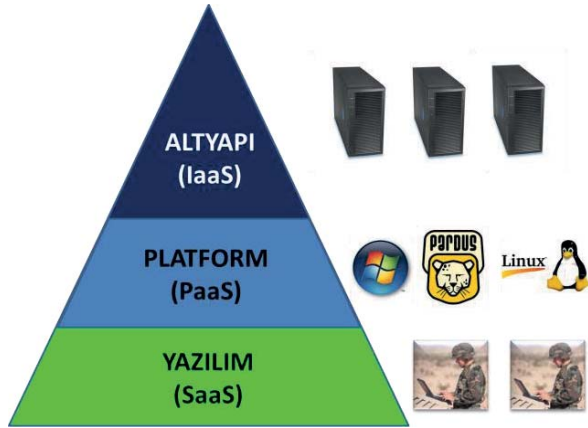 ALTYAPI
(IaaS)
PLATFORM
(PaaS)
PARDUS
Linux
YAZILIM
(SaaS)